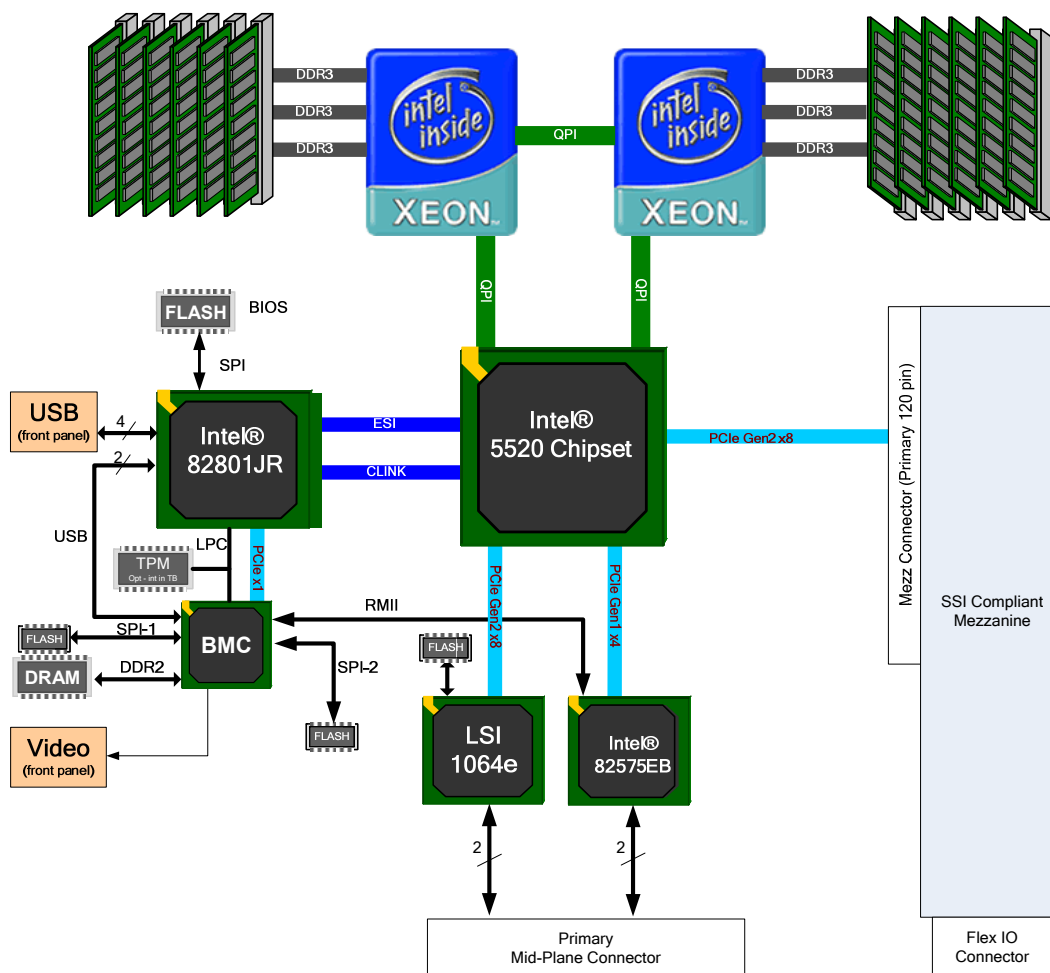 DDR3
DDR3
DDR3
intel
inside
XEON™
QPI
intel
inside
XEON™
DDR3
DDR3
DDR3
QPI
QPI
FLASH
BIOS
SPI
USB
(front panel)
4
2
Intel®
82801JR
ESI
CLINK
Intel®
5520 Chipset
PCIe Gen2 x8
Mezz Connector (Primary 120 pin)
SSI Compliant
Mezzanine
USB
LPC
PCIe x1
TPM
Opt - int in TB
PCIe Gen2 x8
PCIe Gen1 x4
RMII
BMC
FLASH
SPI-1
DRAM
DDR2
SPI-2
FLASH
FLASH
Video
(front panel)
LSI
1064e
Intel®
82575EB
2
2
Primary
Mid-Plane Connector
Flex IO
Connector